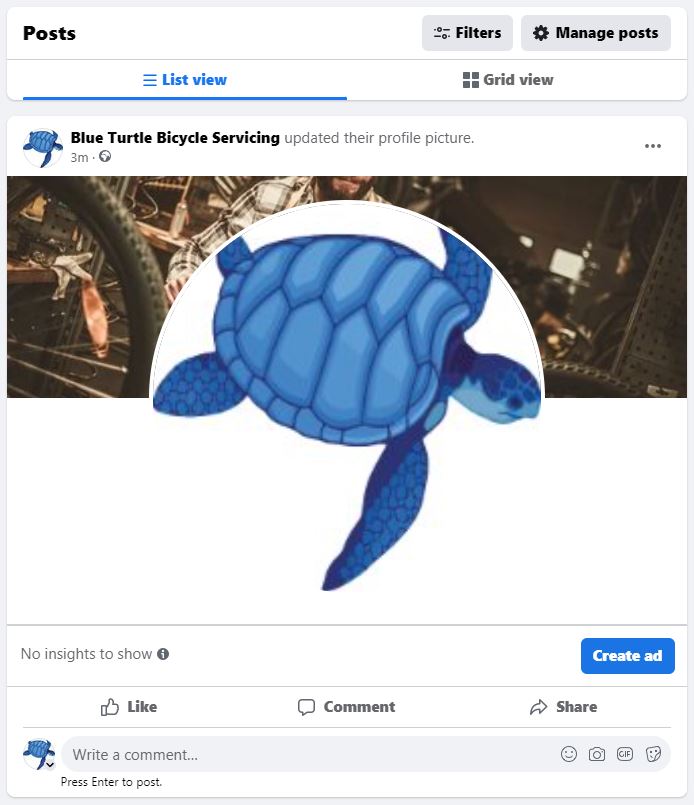 Posts
Filters
Manage posts
List view
Grid view
Blue Turtle Bicycle Servicing updated their profile picture.
3m ·
No insights to show
Create ad
Like
Comment
Share
Write a comment...
GIF
Press Enter to post.